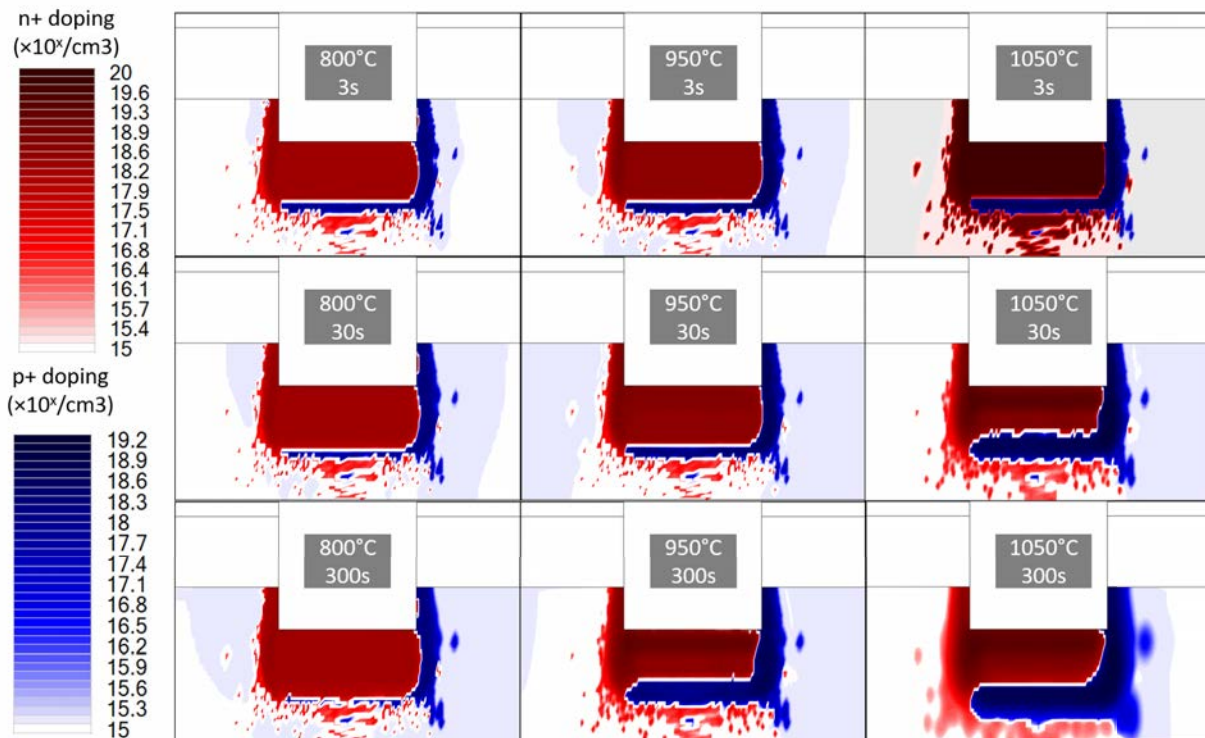 n+ doping
(×10ˣ/cm3)
20
19.6
19.3
18.9
18.6
18.2
17.9
17.5
17.1
16.8
16.4
16.1
15.7
15.4
15
p+ doping
(×10ˣ/cm3)
19.2
18.9
18.6
18.3
18
17.7
17.4
17.1
16.8
16.5
16.2
15.9
15.6
15.3
15
800°C
3s
950°C
3s
1050°C
3s
800°C
30s
950°C
30s
1050°C
30s
800°C
300s
950°C
300s
1050°C
300s